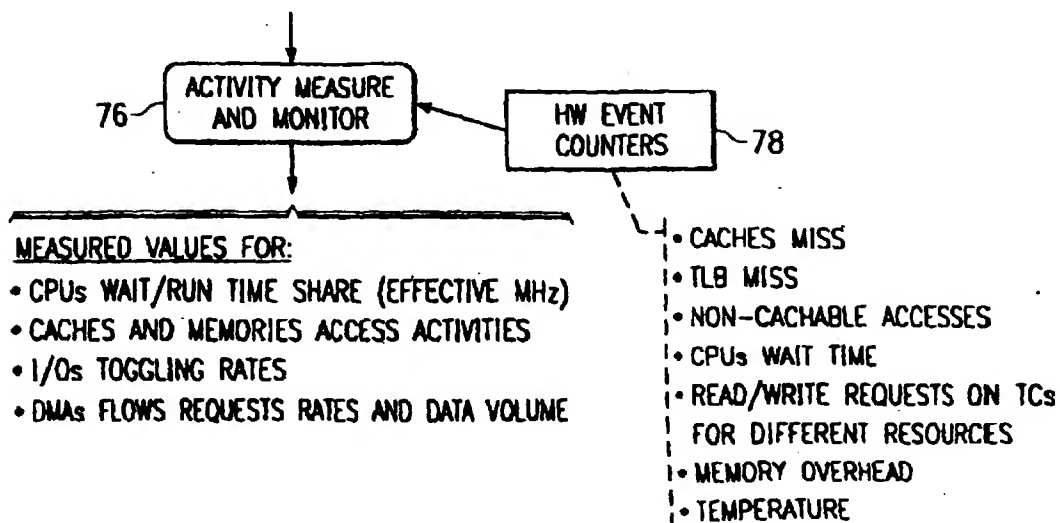 ACTIVITY MEASURE
AND MONITOR
76
HW EVENT
COUNTERS
78
MEASURED VALUES FOR:
• CPUs WAIT/RUN TIME SHARE (EFFECTIVE MHz)
• CACHES AND MEMORIES ACCESS ACTIVITIES
• I/Os TOGGLING RATES
• DMAs FLOWS REQUESTS RATES AND DATA VOLUME
• CACHES MISS
• TLB MISS
• NON-CACHABLE ACCESSES
• CPUs WAIT TIME
• READ/WRITE REQUESTS ON TCs
FOR DIFFERENT RESOURCES
• MEMORY OVERHEAD
• TEMPERATURE